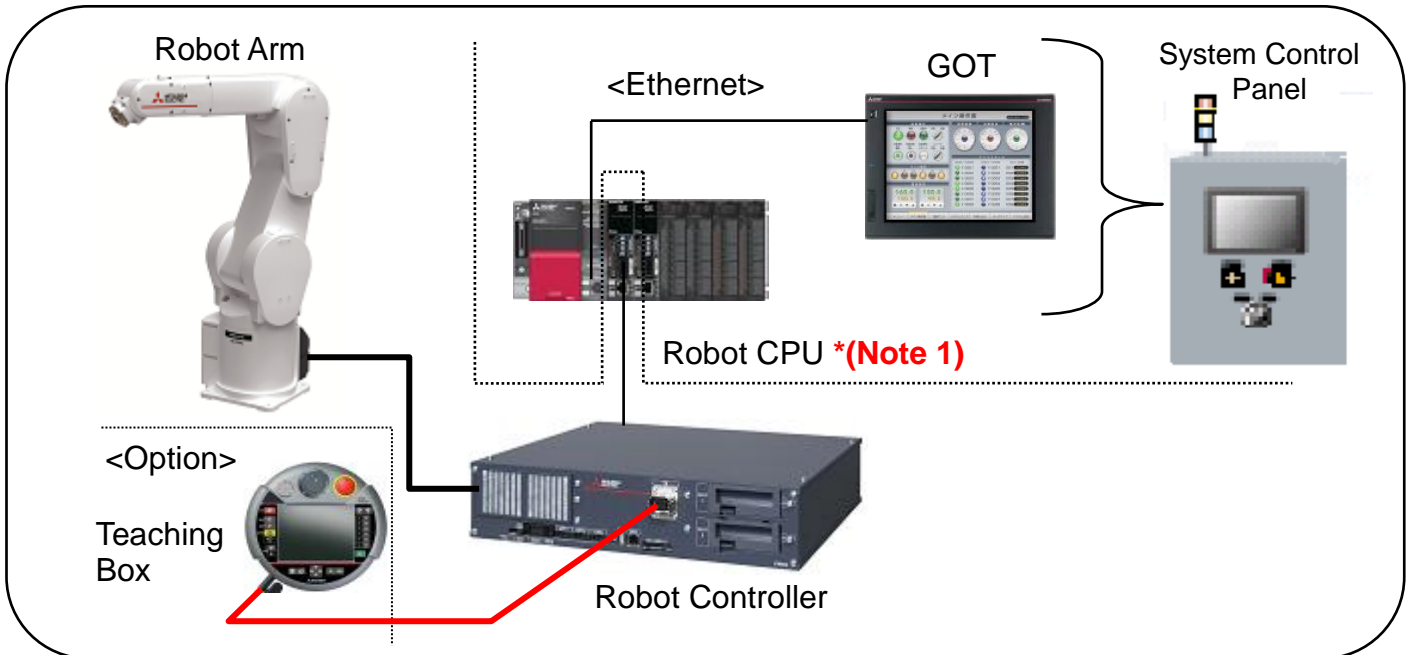 Robot Arm
<Ethernet>
GOT
System Control
Panel
Robot CPU *(Note 1)
<Option>
Teaching
Box
Robot Controller